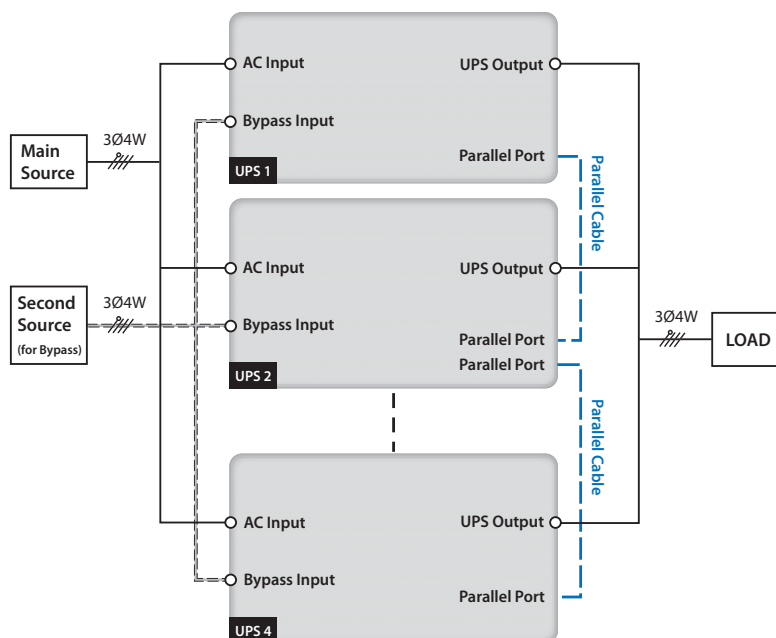 AC Input
UPS Output
Bypass Input
Parallel Port
UPS 1
Parallel Cable
Main
Source
3Ø4W
AC Input
UPS Output
Second
Source
(for Bypass)
3Ø4W
Bypass Input
Parallel Port
Parallel Port
UPS 2
3Ø4W
LOAD
Parallel Cable
AC Input
UPS Output
Bypass Input
Parallel Port
UPS 4